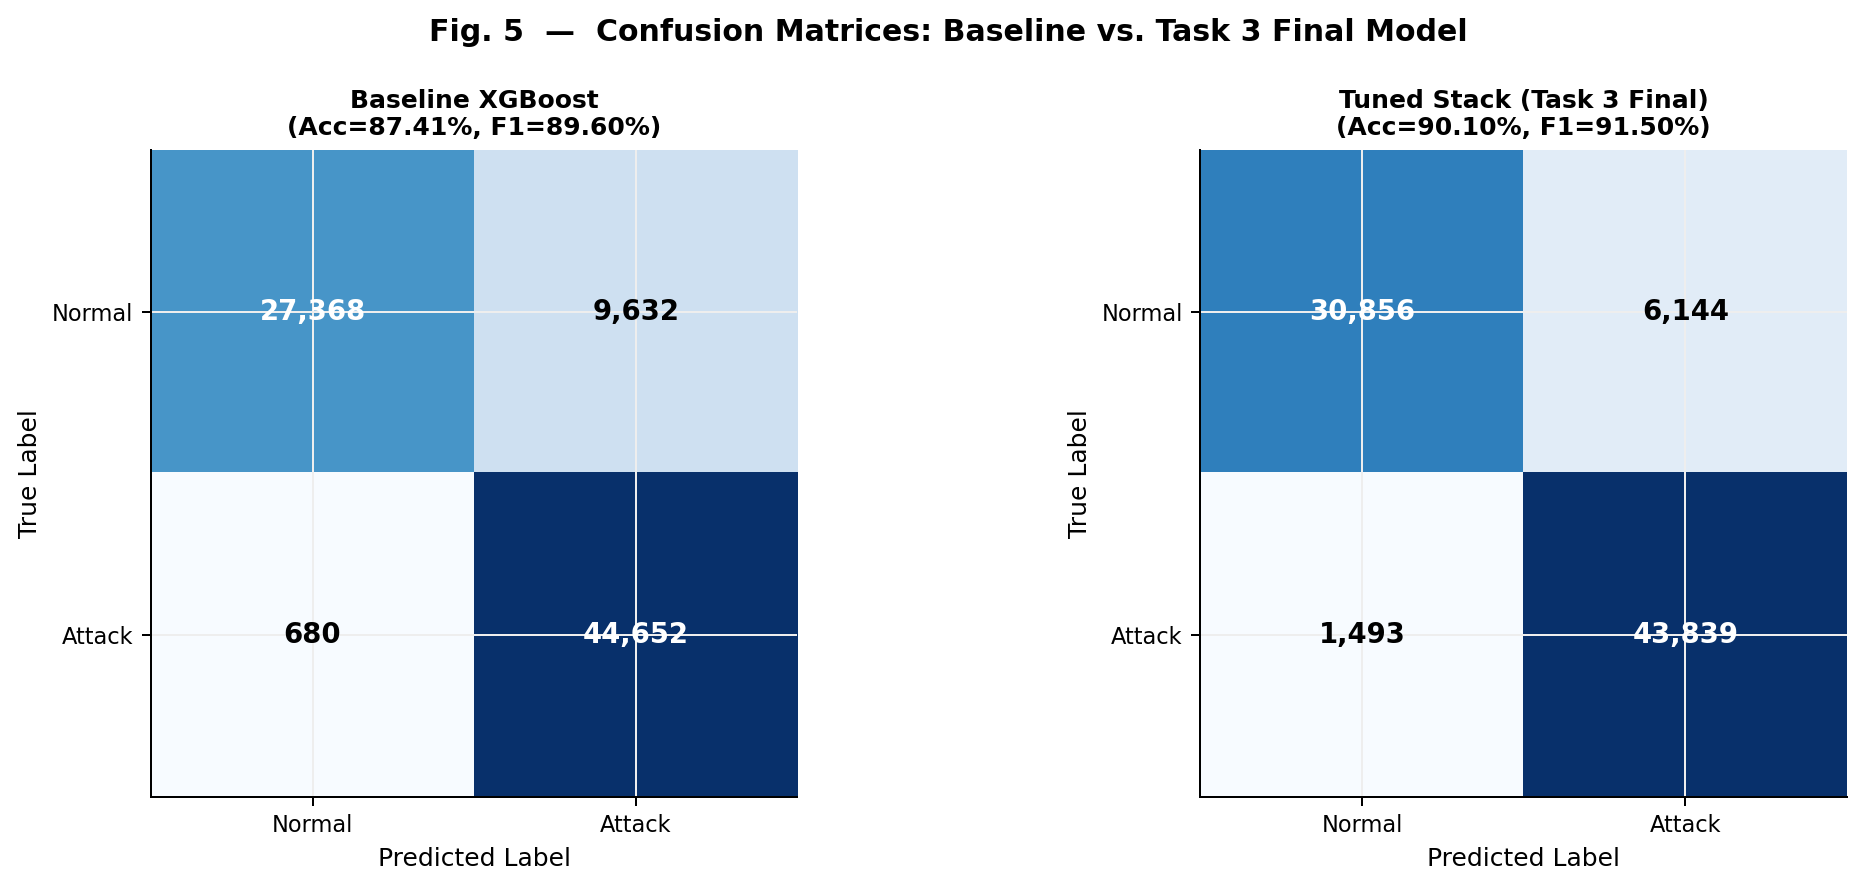 Fig. 5 — Confusion Matrices: Baseline vs. Task 3 Final Model
Baseline XGBoost
(Acc=87.41%, F1=89.60%)
True Label
Normal
27,368
9,632
Attack
680
44,652
Normal
Attack
Predicted Label
Tuned Stack (Task 3 Final)
(Acc=90.10%, F1=91.50%)
True Label
Normal
30,856
6,144
Attack
1,493
43,839
Normal
Attack
Predicted Label